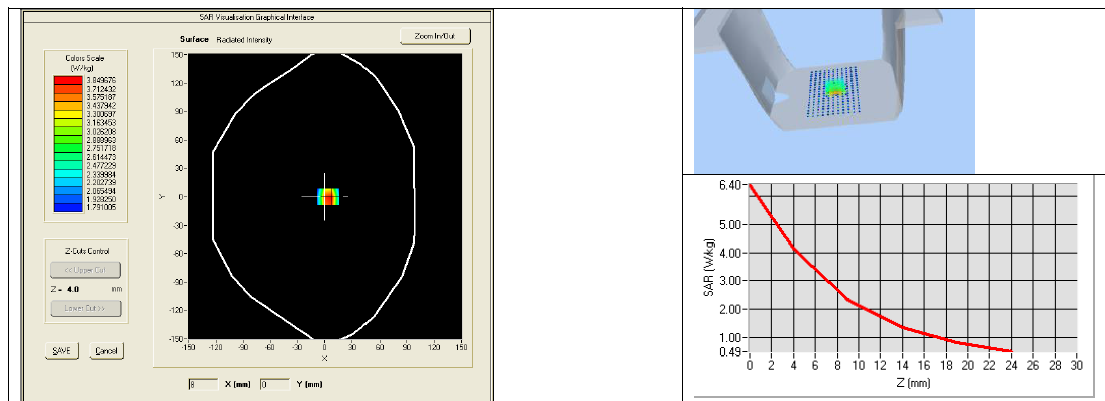 SAR Visualisation Graphical Interface
Surface Radiated Intensity
Zoom In/Out
Colors Scale
(W/kg)
3.849676
3.712432
3.575187
3.437942
3.300697
3.163453
3.026208
2.888963
2.751718
2.614473
2.477229
2.339984
2.202739
2.065494
1.928250
1.791005
150
120
90
60
30
0
-30
-60
-90
-120
-150
Y
-150 -120 -90 -60 -30 0 30 60 90 120 150
X
Z-Cuts Control
<< Upper Cut
Z = 4.0 mm
Lower Cut >>
SAVE Cancel
8 X (mm) 0 Y (mm)
6.40
5.00
4.00
3.00
2.00
1.00
0.49
SAR (W/kg)
0 2 4 6 8 10 12 14 16 18 20 22 24 26 28 30
Z (mm)